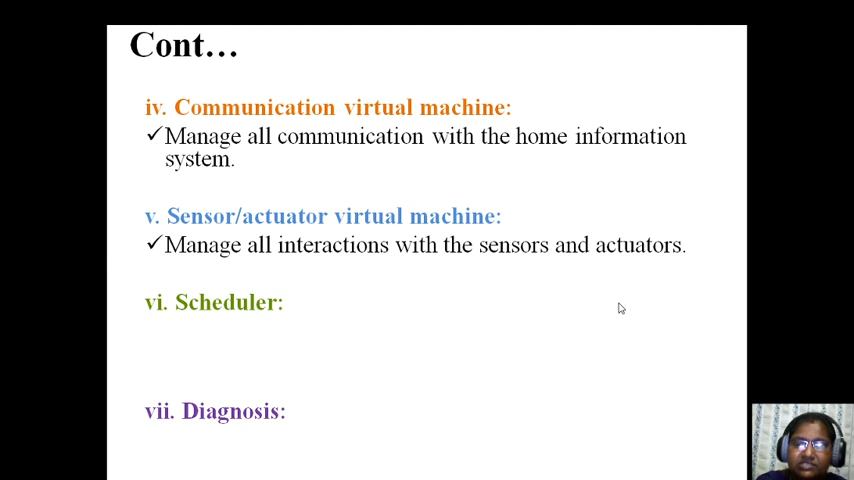 Cont…
iv. Communication virtual machine:
✓Manage all communication with the home information
system.
v. Sensor/actuator virtual machine:
✓Manage all interactions with the sensors and actuators.
vi. Scheduler:
vii. Diagnosis: